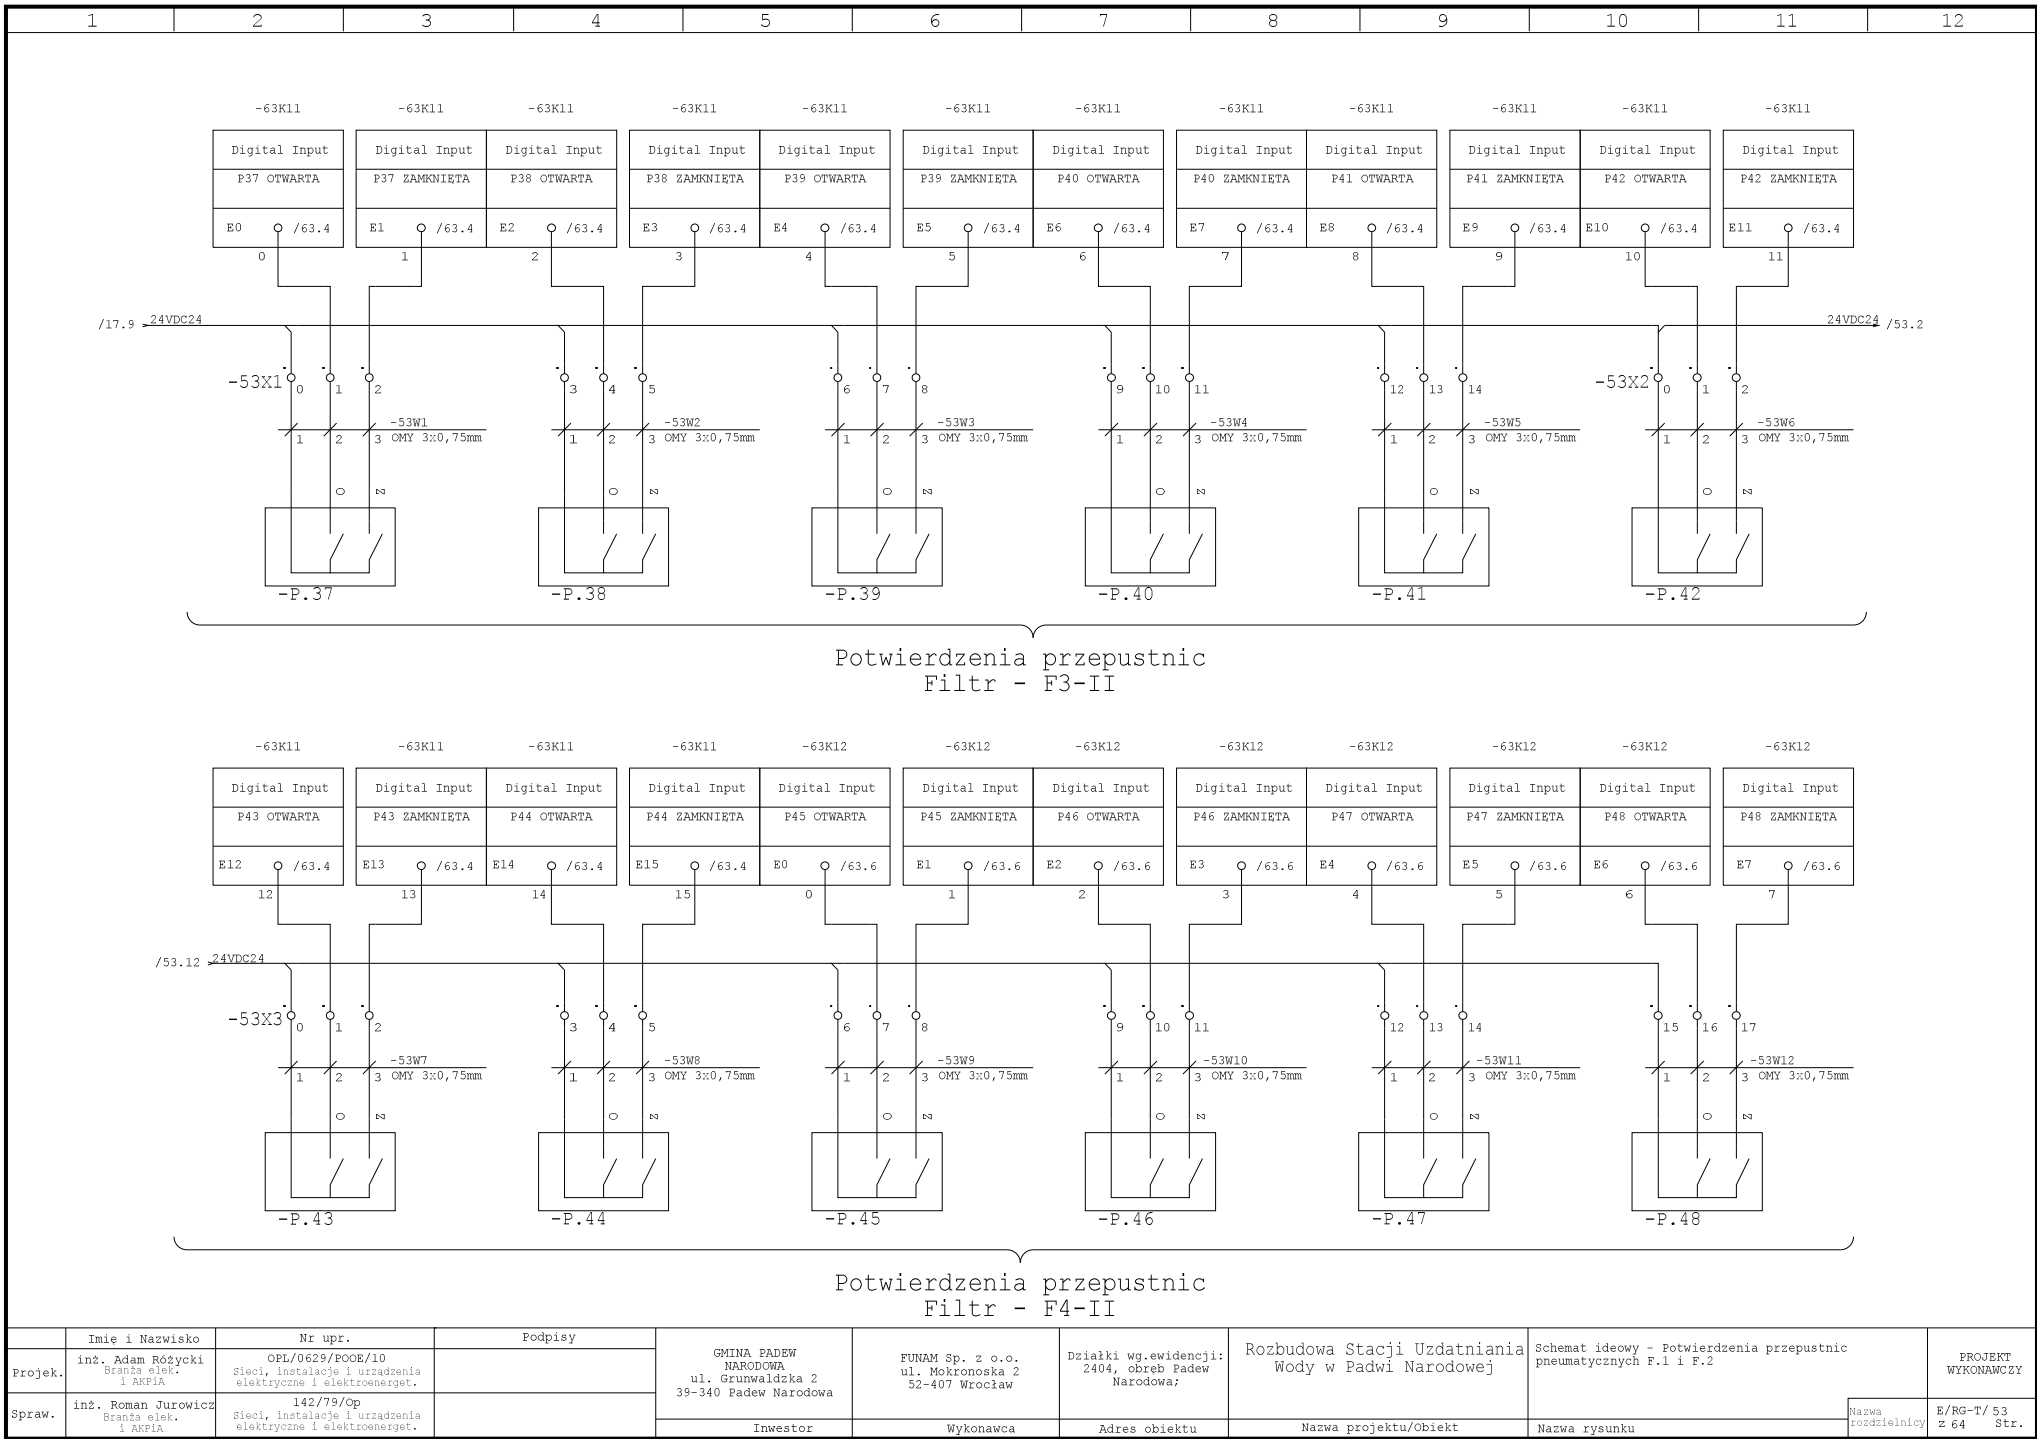 1 2 3 4 5 6 7 8 9 10 11 12
-63K11 -63K11 -63K11 -63K11 -63K11 -63K11 -63K11 -63K11 -63K11 -63K11 -63K11 -63K11
Digital Input Digital Input Digital Input Digital Input Digital Input Digital Input Digital Input Digital Input Digital Input Digital Input Digital Input Digital Input
P37 OTWARTA P37 ZAMKNIĘTA P38 OTWARTA P38 ZAMKNIĘTA P39 OTWARTA P39 ZAMKNIĘTA P40 OTWARTA P40 ZAMKNIĘTA P41 OTWARTA P41 ZAMKNIĘTA P42 OTWARTA P42 ZAMKNIĘTA
E0 /63.4 E1 /63.4 E2 /63.4 E3 /63.4 E4 /63.4 E5 /63.4 E6 /63.4 E7 /63.4 E8 /63.4 E9 /63.4 E10 /63.4 E11 /63.4
0 1 2 3 4 5 6 7 8 9 10 11
/17.9 24VDC24 24VDC24 /53.2
-53X1 0 1 2 3 4 5 6 7 8 9 10 11 12 13 14 -53X2 0 1 2
-53W1 -53W2 -53W3 -53W4 -53W5 -53W6
1 2 3 OMY 3x0,75mm 1 2 3 OMY 3x0,75mm 1 2 3 OMY 3x0,75mm 1 2 3 OMY 3x0,75mm 1 2 3 OMY 3x0,75mm 1 2 3 OMY 3x0,75mm
O Z O Z O Z O Z O Z O Z
-P.37 -P.38 -P.39 -P.40 -P.41 -P.42
Potwierdzenia przepustnic
Filtr - F3-II
-63K11 -63K11 -63K11 -63K11 -63K12 -63K12 -63K12 -63K12 -63K12 -63K12 -63K12 -63K12
Digital Input Digital Input Digital Input Digital Input Digital Input Digital Input Digital Input Digital Input Digital Input Digital Input Digital Input Digital Input
P43 OTWARTA P43 ZAMKNIĘTA P44 OTWARTA P44 ZAMKNIĘTA P45 OTWARTA P45 ZAMKNIĘTA P46 OTWARTA P46 ZAMKNIĘTA P47 OTWARTA P47 ZAMKNIĘTA P48 OTWARTA P48 ZAMKNIĘTA
E12 /63.4 E13 /63.4 E14 /63.4 E15 /63.4 E0 /63.6 E1 /63.6 E2 /63.6 E3 /63.6 E4 /63.6 E5 /63.6 E6 /63.6 E7 /63.6
12 13 14 15 0 1 2 3 4 5 6 7
/53.12 24VDC24
-53X3 0 1 2 3 4 5 6 7 8 9 10 11 12 13 14 15 16 17
-53W7 -53W8 -53W9 -53W10 -53W11 -53W12
1 2 3 OMY 3x0,75mm 1 2 3 OMY 3x0,75mm 1 2 3 OMY 3x0,75mm 1 2 3 OMY 3x0,75mm 1 2 3 OMY 3x0,75mm 1 2 3 OMY 3x0,75mm
O Z O Z O Z O Z O Z O Z
-P.43 -P.44 -P.45 -P.46 -P.47 -P.48
Potwierdzenia przepustnic
Filtr - F4-II
Imię i Nazwisko Nr upr. Podpisy
Projek. inż. Adam Różycki
Branża elek.
i AKPiA
OPL/0629/POOE/10
Sieci, instalacje i urządzenia
elektryczne i elektroenerget.
Spraw. inż. Roman Jurowicz
Branża elek.
i AKPiA
142/79/Op
Sieci, instalacje i urządzenia
elektryczne i elektroenerget.
GMINA PADEW
NARODOWA
ul. Grunwaldzka 2
39-340 Padew Narodowa
Inwestor
FUNAM Sp. z o.o.
ul. Mokronoska 2
52-407 Wrocław
Wykonawca
Działki wg.ewidencji:
2404, obręb Padew
Narodowa;
Adres obiektu
Rozbudowa Stacji Uzdatniania
Wody w Padwi Narodowej
Nazwa projektu/Obiekt
Schemat ideowy - Potwierdzenia przepustnic
pneumatycznych F.1 i F.2
Nazwa rysunku
Nazwa
rozdzielnicy
PROJEKT
WYKONAWCZY
E/RG-T/ 53
z 64 Str.